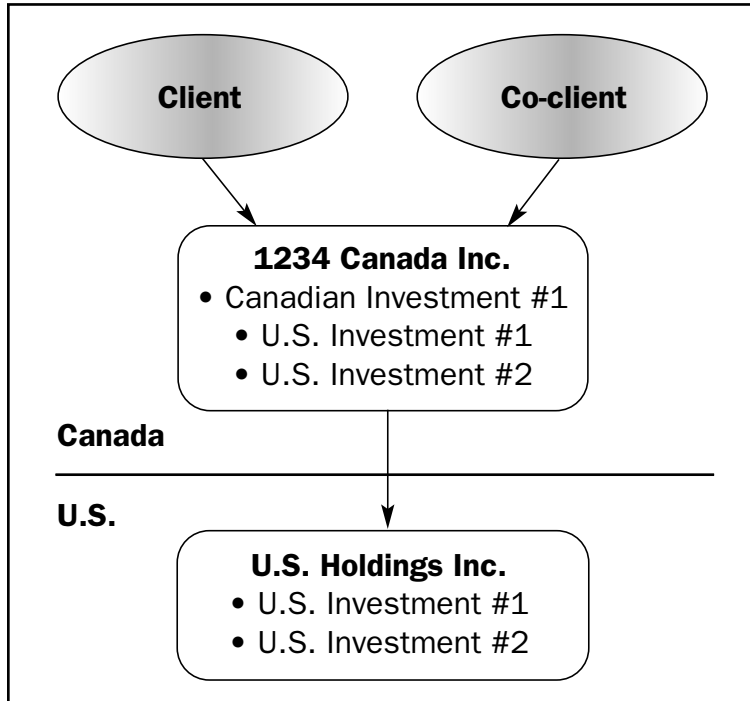 Client
Co-client
1234 Canada Inc.
• Canadian Investment #1
• U.S. Investment #1
• U.S. Investment #2
Canada
U.S.
U.S. Holdings Inc.
• U.S. Investment #1
• U.S. Investment #2